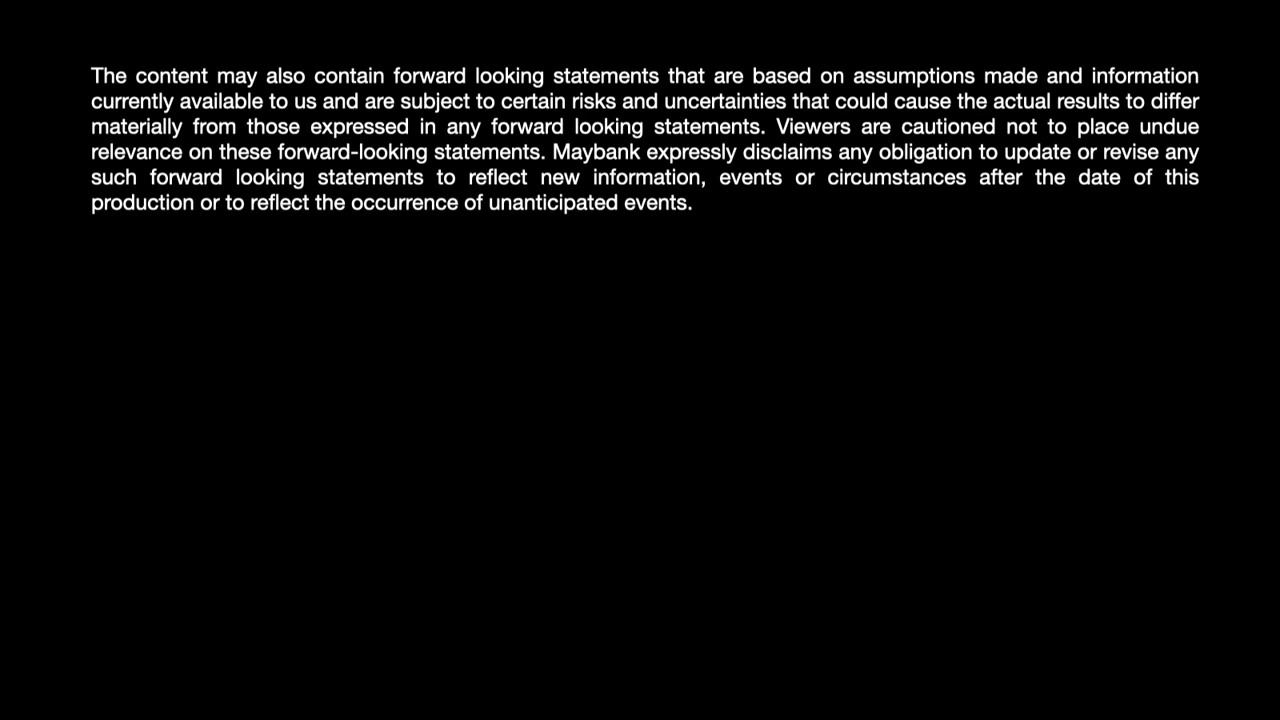 The content may also contain forward looking statements that are based on assumptions made and information
currently available to us and are subject to certain risks and uncertainties that could cause the actual results to differ
materially from those expressed in any forward looking statements. Viewers are cautioned not to place undue
relevance on these forward-looking statements. Maybank expressly disclaims any obligation to update or revise any
such forward looking statements to reflect new information, events or circumstances after the date of this
production or to reflect the occurrence of unanticipated events.